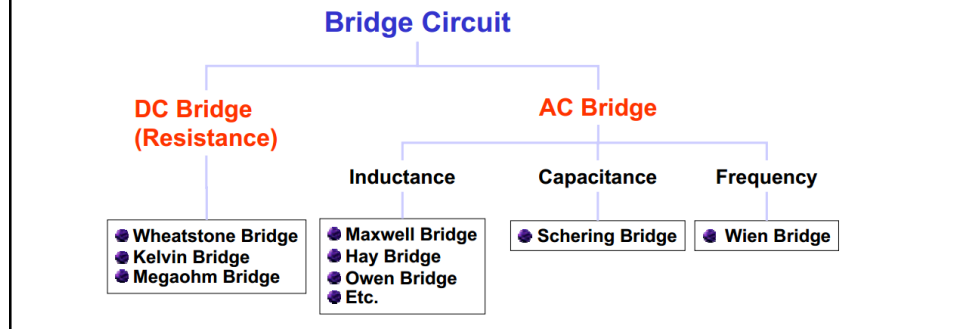 Bridge Circuit
DC Bridge
(Resistance)
AC Bridge
Inductance
Capacitance
Frequency
Wheatstone Bridge
Kelvin Bridge
Megaohm Bridge
Maxwell Bridge
Hay Bridge
Owen Bridge
Etc.
Schering Bridge
Wien Bridge